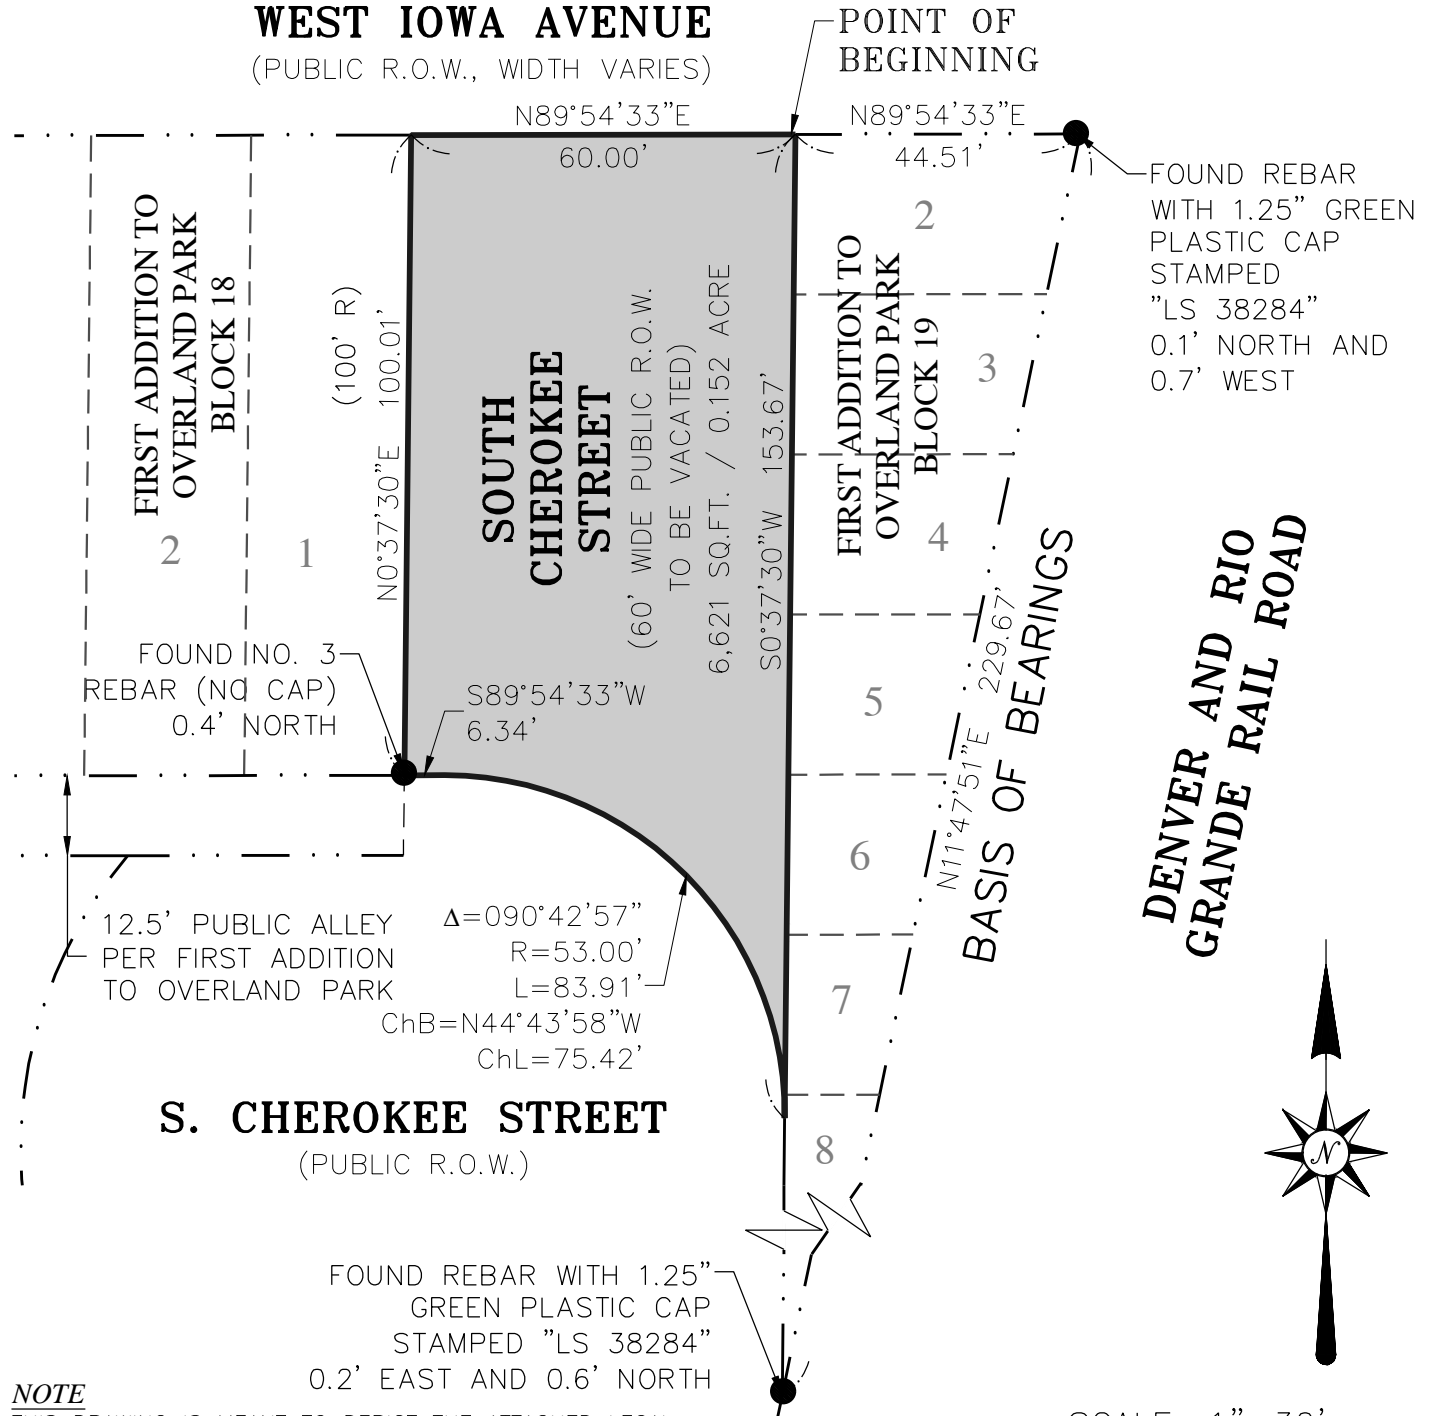 WEST IOWA AVENUE
(PUBLIC R.O.W., WIDTH VARIES)
POINT OF
BEGINNING
N89°54'33"E
60.00'
N89°54'33"E
44.51'
FOUND REBAR
WITH 1.25" GREEN
PLASTIC CAP
STAMPED
"LS 38284"
0.1' NORTH AND
0.7' WEST
FIRST ADDITION TO
OVERLAND PARK
BLOCK 18
2
1
(100' R)
N0°37'30"E 100.01'
SOUTH
CHEROKEE
STREET
(60' WIDE PUBLIC R.O.W.
TO BE VACATED)
6,621 SQ.FT. / 0.152 ACRE
S0°37'30"W 153.67'
FIRST ADDITION TO
OVERLAND PARK
BLOCK 19
2
3
4
5
6
7
8
N11°47'51"E 229.67'
BASIS OF BEARINGS
DENVER AND RIO
GRANDE RAIL ROAD
FOUND NO. 3
REBAR (NO CAP)
0.4' NORTH
S89°54'33"W
6.34'
12.5' PUBLIC ALLEY
PER FIRST ADDITION
TO OVERLAND PARK
Δ=090°42'57"
R=53.00'
L=83.91'
ChB=N44°43'58"W
ChL=75.42'
S. CHEROKEE STREET
(PUBLIC R.O.W.)
N
FOUND REBAR WITH 1.25"
GREEN PLASTIC CAP
STAMPED "LS 38284"
0.2' EAST AND 0.6' NORTH
NOTE